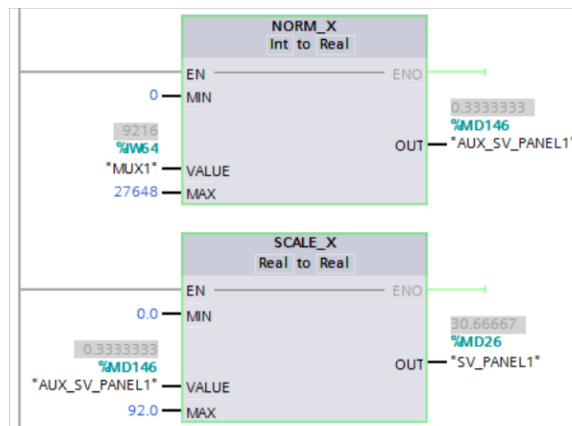 NORM_X
Int to Real
EN
ENO
0
MIN
0.3333333
%MD146
9216
%IW64
OUT
"AUX_SV_PANEL1"
"MUX1"
VALUE
27648
MAX
SCALE_X
Real to Real
EN
ENO
0.0
MIN
30.66667
%MD26
0.3333333
%MD146
OUT
"SV_PANEL1"
"AUX_SV_PANEL1"
VALUE
92.0
MAX